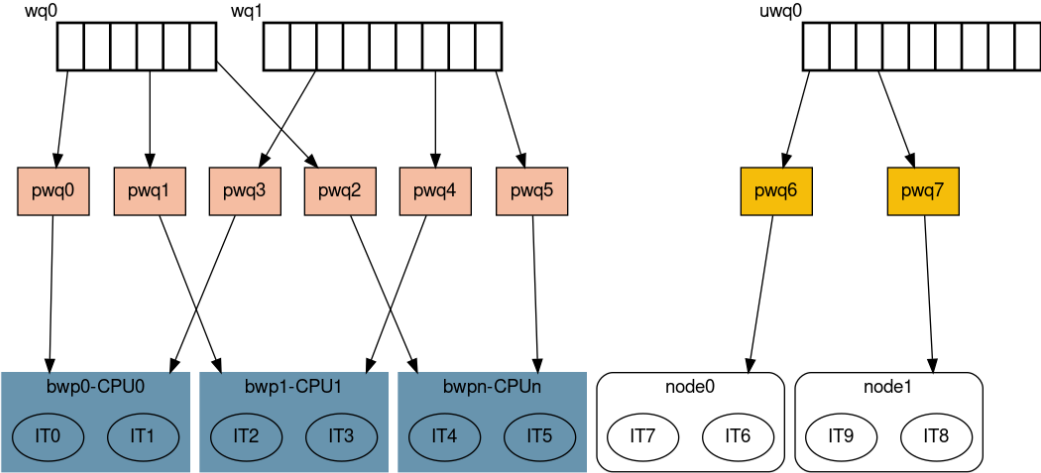 wq0
wq1
uwq0
pwq0
pwq1
pwq3
pwq2
pwq4
pwq5
pwq6
pwq7
bwp0-CPU0
bwp1-CPU1
bwpn-CPUn
node0
node1
IT0
IT1
IT2
IT3
IT4
IT5
IT7
IT6
IT9
IT8